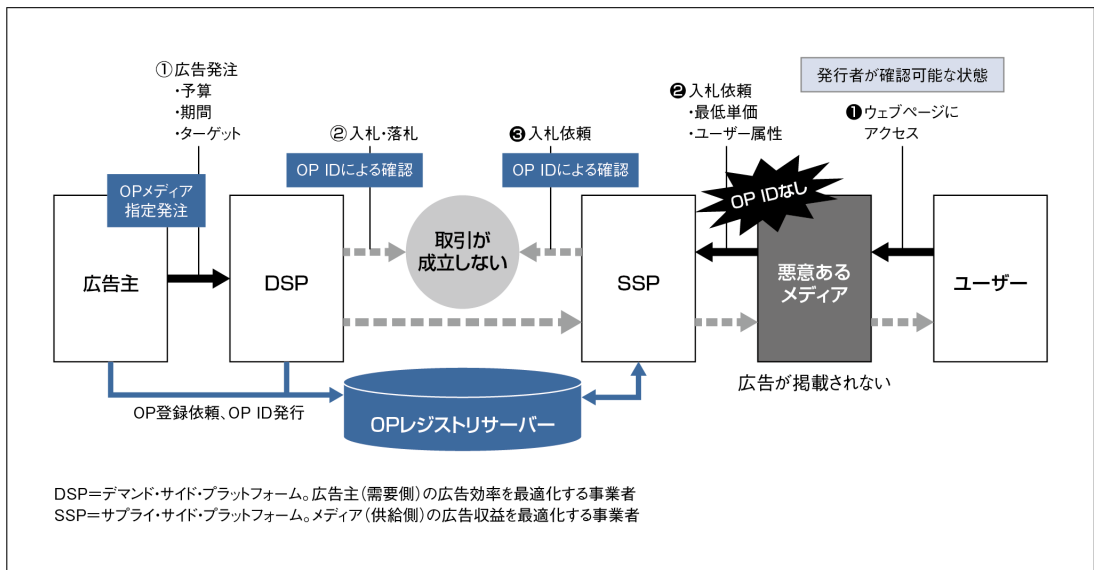 ①広告発注
・予算
・期間
・ターゲット
②入札・落札
OP IDによる確認
❸入札依頼
OP IDによる確認
❷入札依頼
・最低単価
・ユーザー属性
発行者が確認可能な状態
❶ウェブページに
アクセス
OPメディア
指定発注
OP IDなし
広告主
DSP
取引が
成立しない
SSP
悪意ある
メディア
ユーザー
広告が掲載されない
OP登録依頼、OP ID発行
OPレジストリサーバー
DSP=デマンド・サイド・プラットフォーム。広告主(需要側)の広告効率を最適化する事業者
SSP=サプライ・サイド・プラットフォーム。メディア(供給側)の広告収益を最適化する事業者